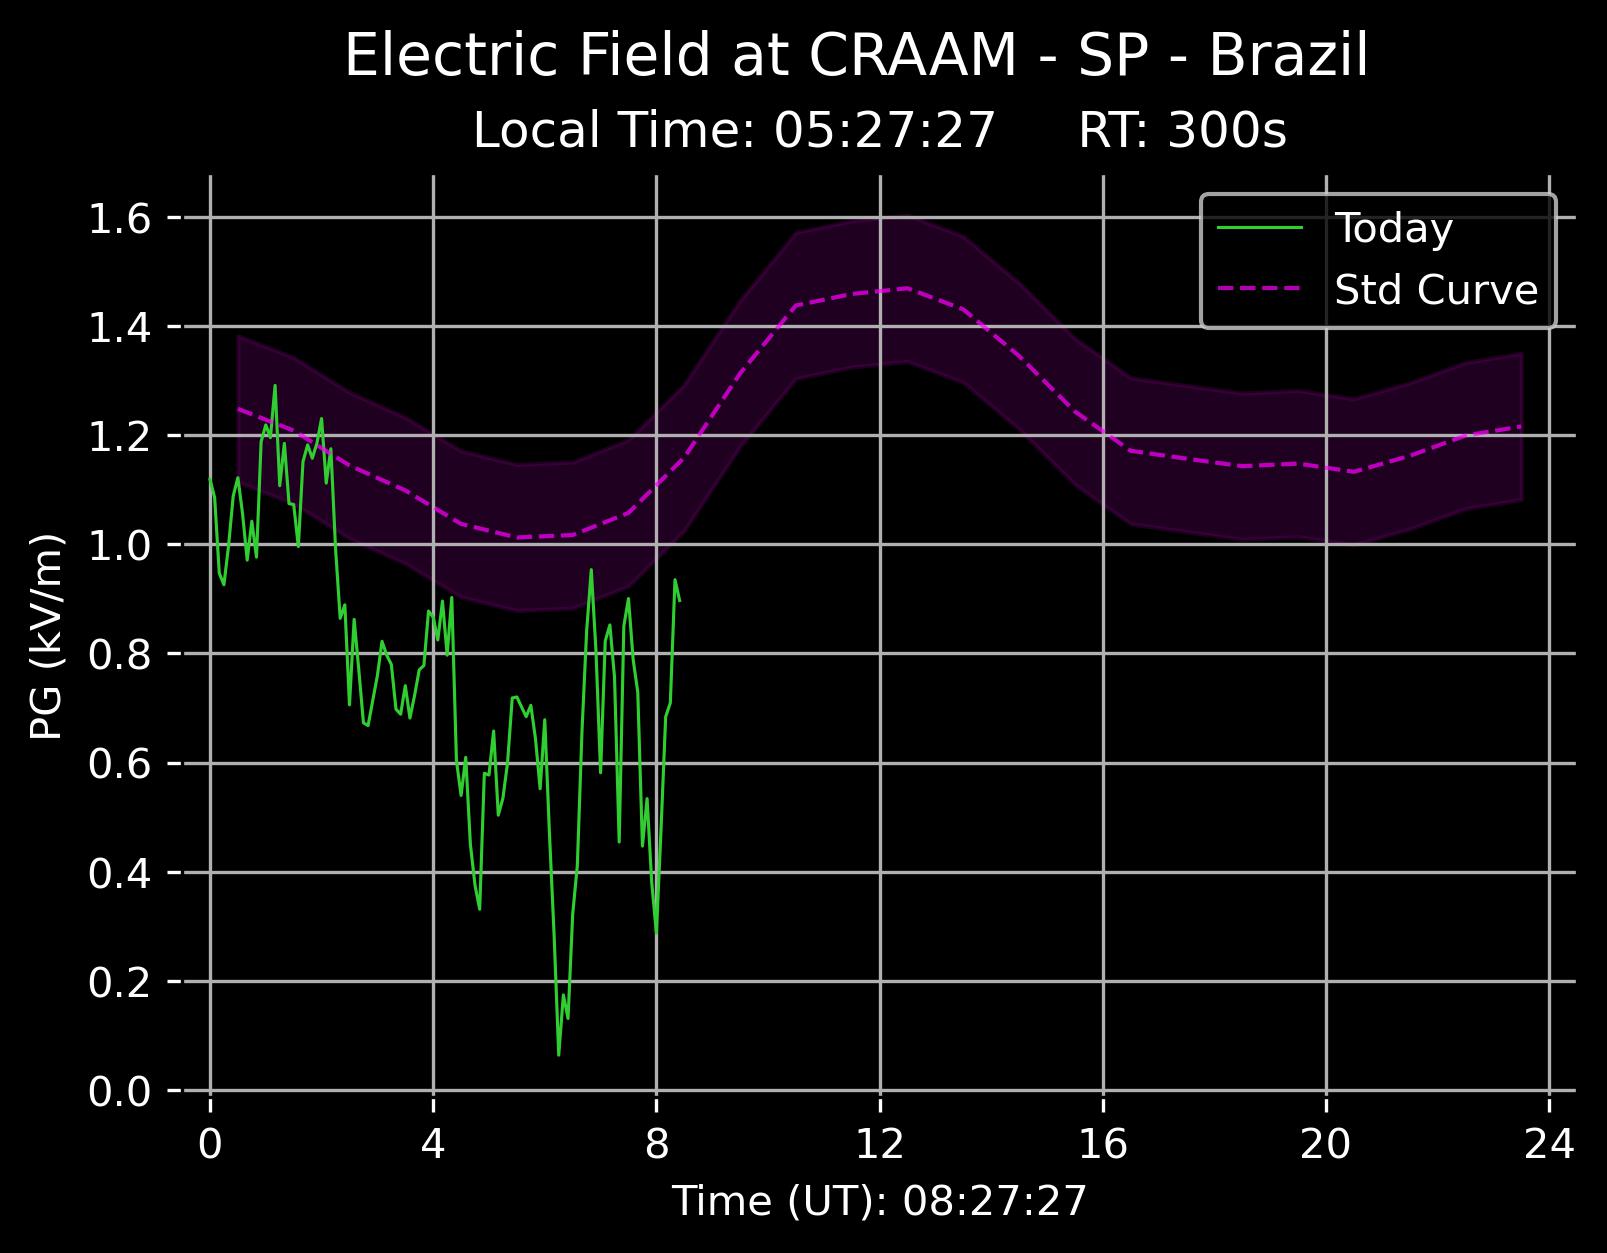 Electric Field at CRAAM - SP - Brazil
Local Time: 05:27:27 RT: 300s
Today
Std Curve
PG (kV/m)
1.6
1.4
1.2
1.0
0.8
0.6
0.4
0.2
0.0
0 4 8 12 16 20 24
Time (UT): 08:27:27